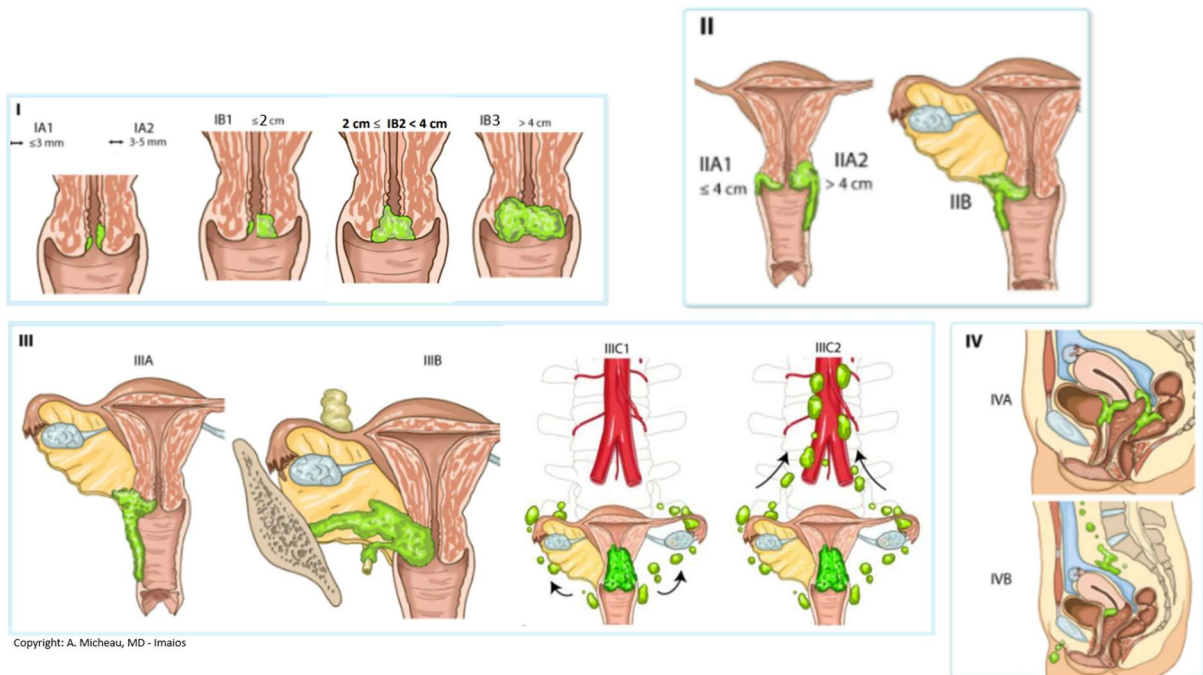 I
IA1
≤3 mm
IA2
3-5 mm
IB1 ≤2 cm
2 cm ≤ IB2 < 4 cm
IB3 > 4 cm
II
IIA1
≤ 4 cm
IIA2
> 4 cm
IIB
III
IIIA
IIIB
IIIC1
IIIC2
IV
IVA
IVB
Copyright: A. Micheau, MD - Imaios